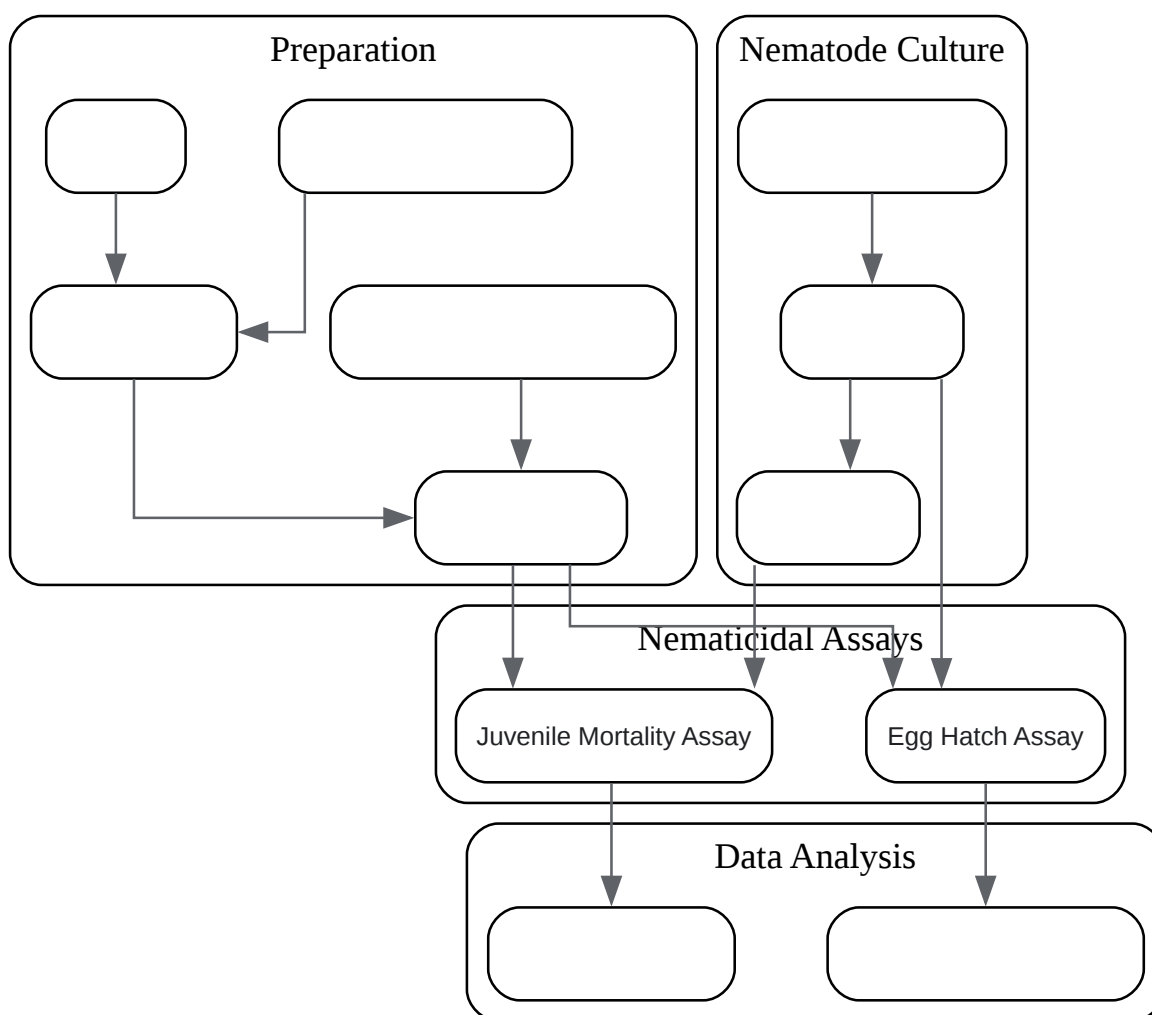 Preparation
Nematode Culture
Nematicidal Assays
Juvenile Mortality Assay
Egg Hatch Assay
Data Analysis